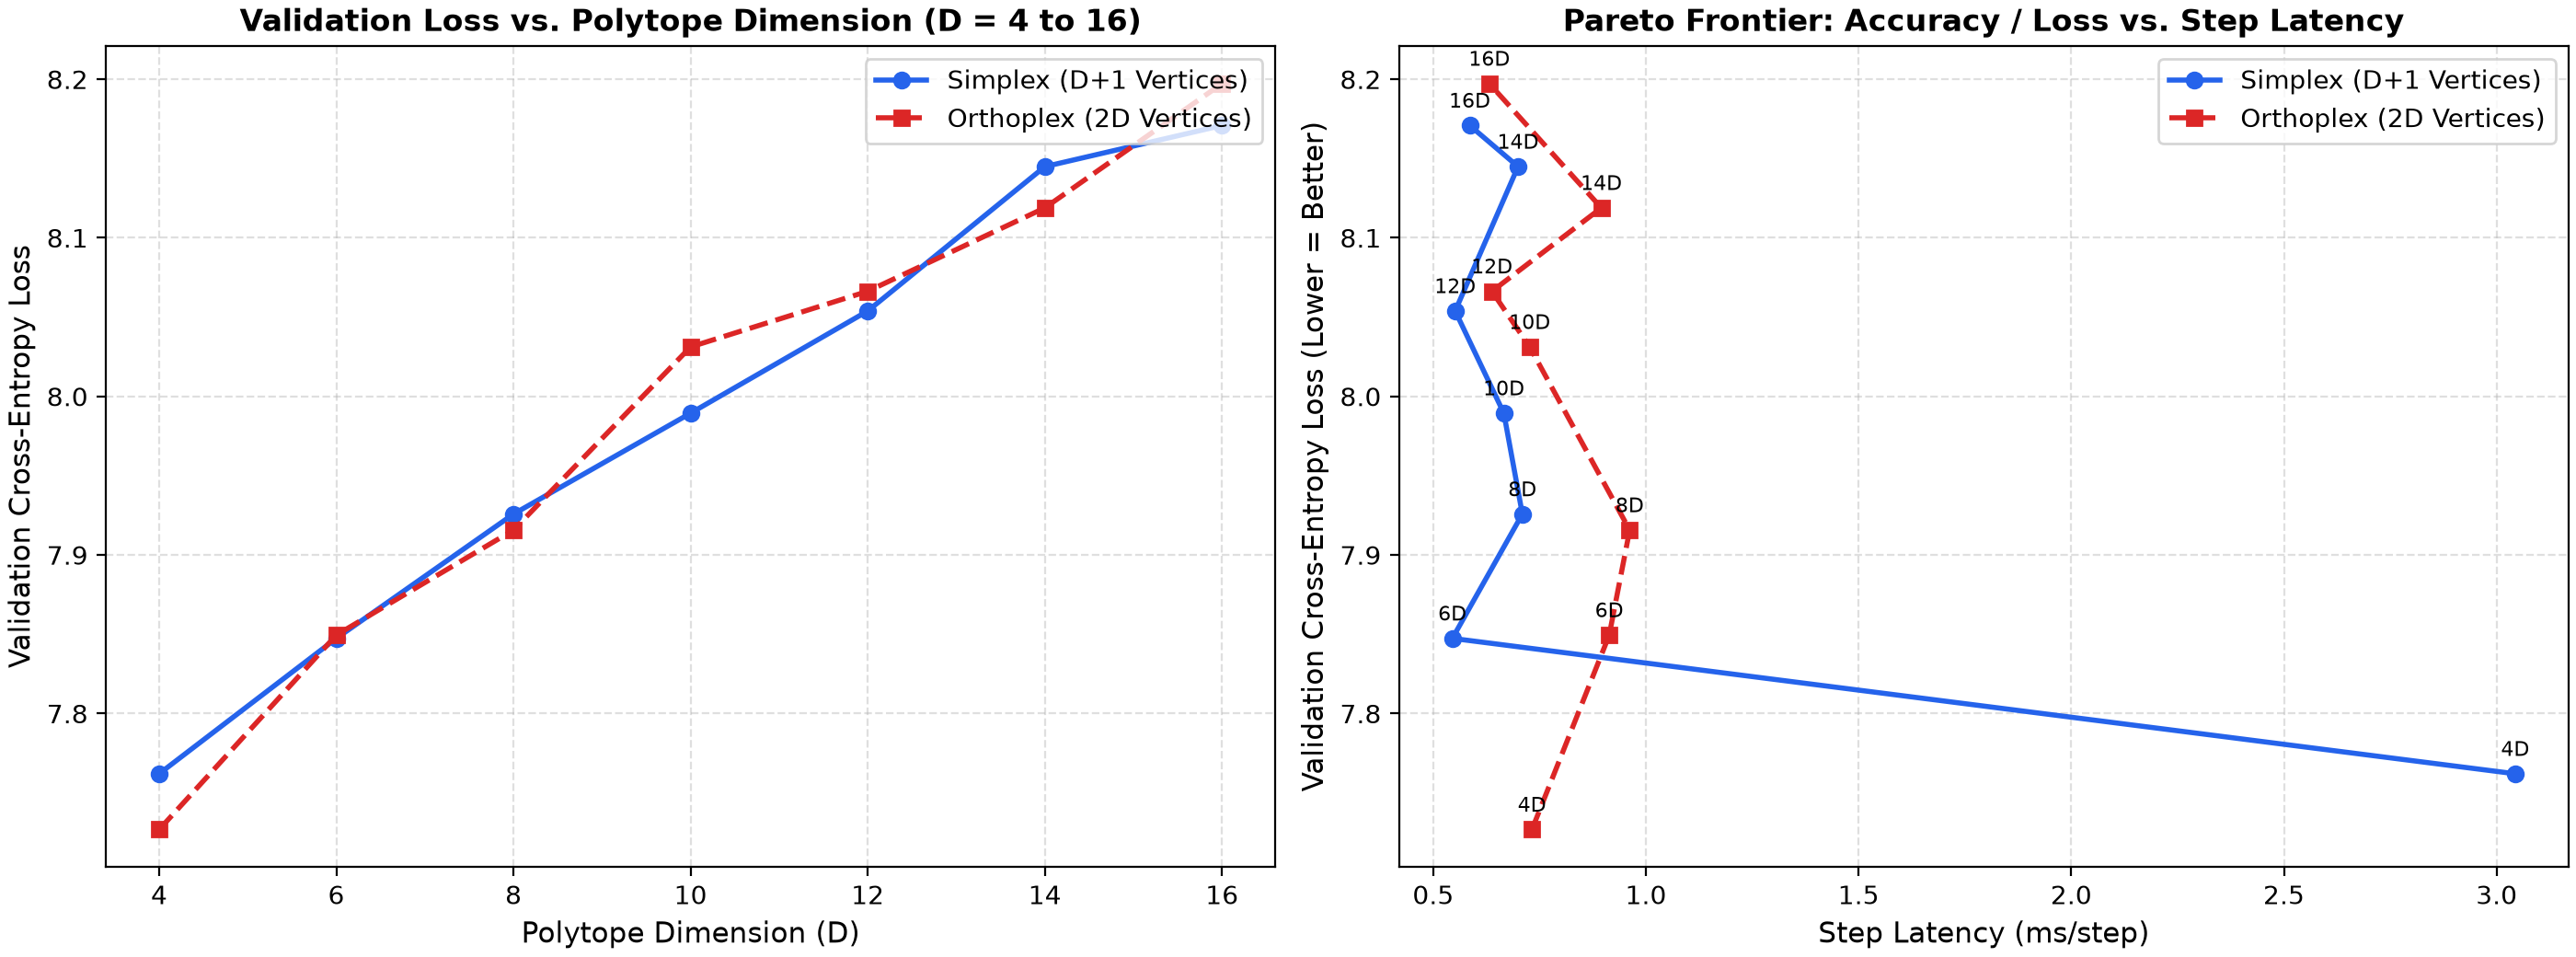 Validation Loss vs. Polytope Dimension (D = 4 to 16)
Validation Cross-Entropy Loss
8.2
8.1
8.0
7.9
7.8
4
6
8
10
12
14
16
Polytope Dimension (D)
Simplex (D+1 Vertices)
Orthoplex (2D Vertices)
Pareto Frontier: Accuracy / Loss vs. Step Latency
Validation Cross-Entropy Loss (Lower = Better)
8.2
8.1
8.0
7.9
7.8
0.5
1.0
1.5
2.0
2.5
3.0
Step Latency (ms/step)
Simplex (D+1 Vertices)
Orthoplex (2D Vertices)
16D
16D
14D
14D
12D
12D
10D
10D
8D
8D
6D
6D
4D
4D